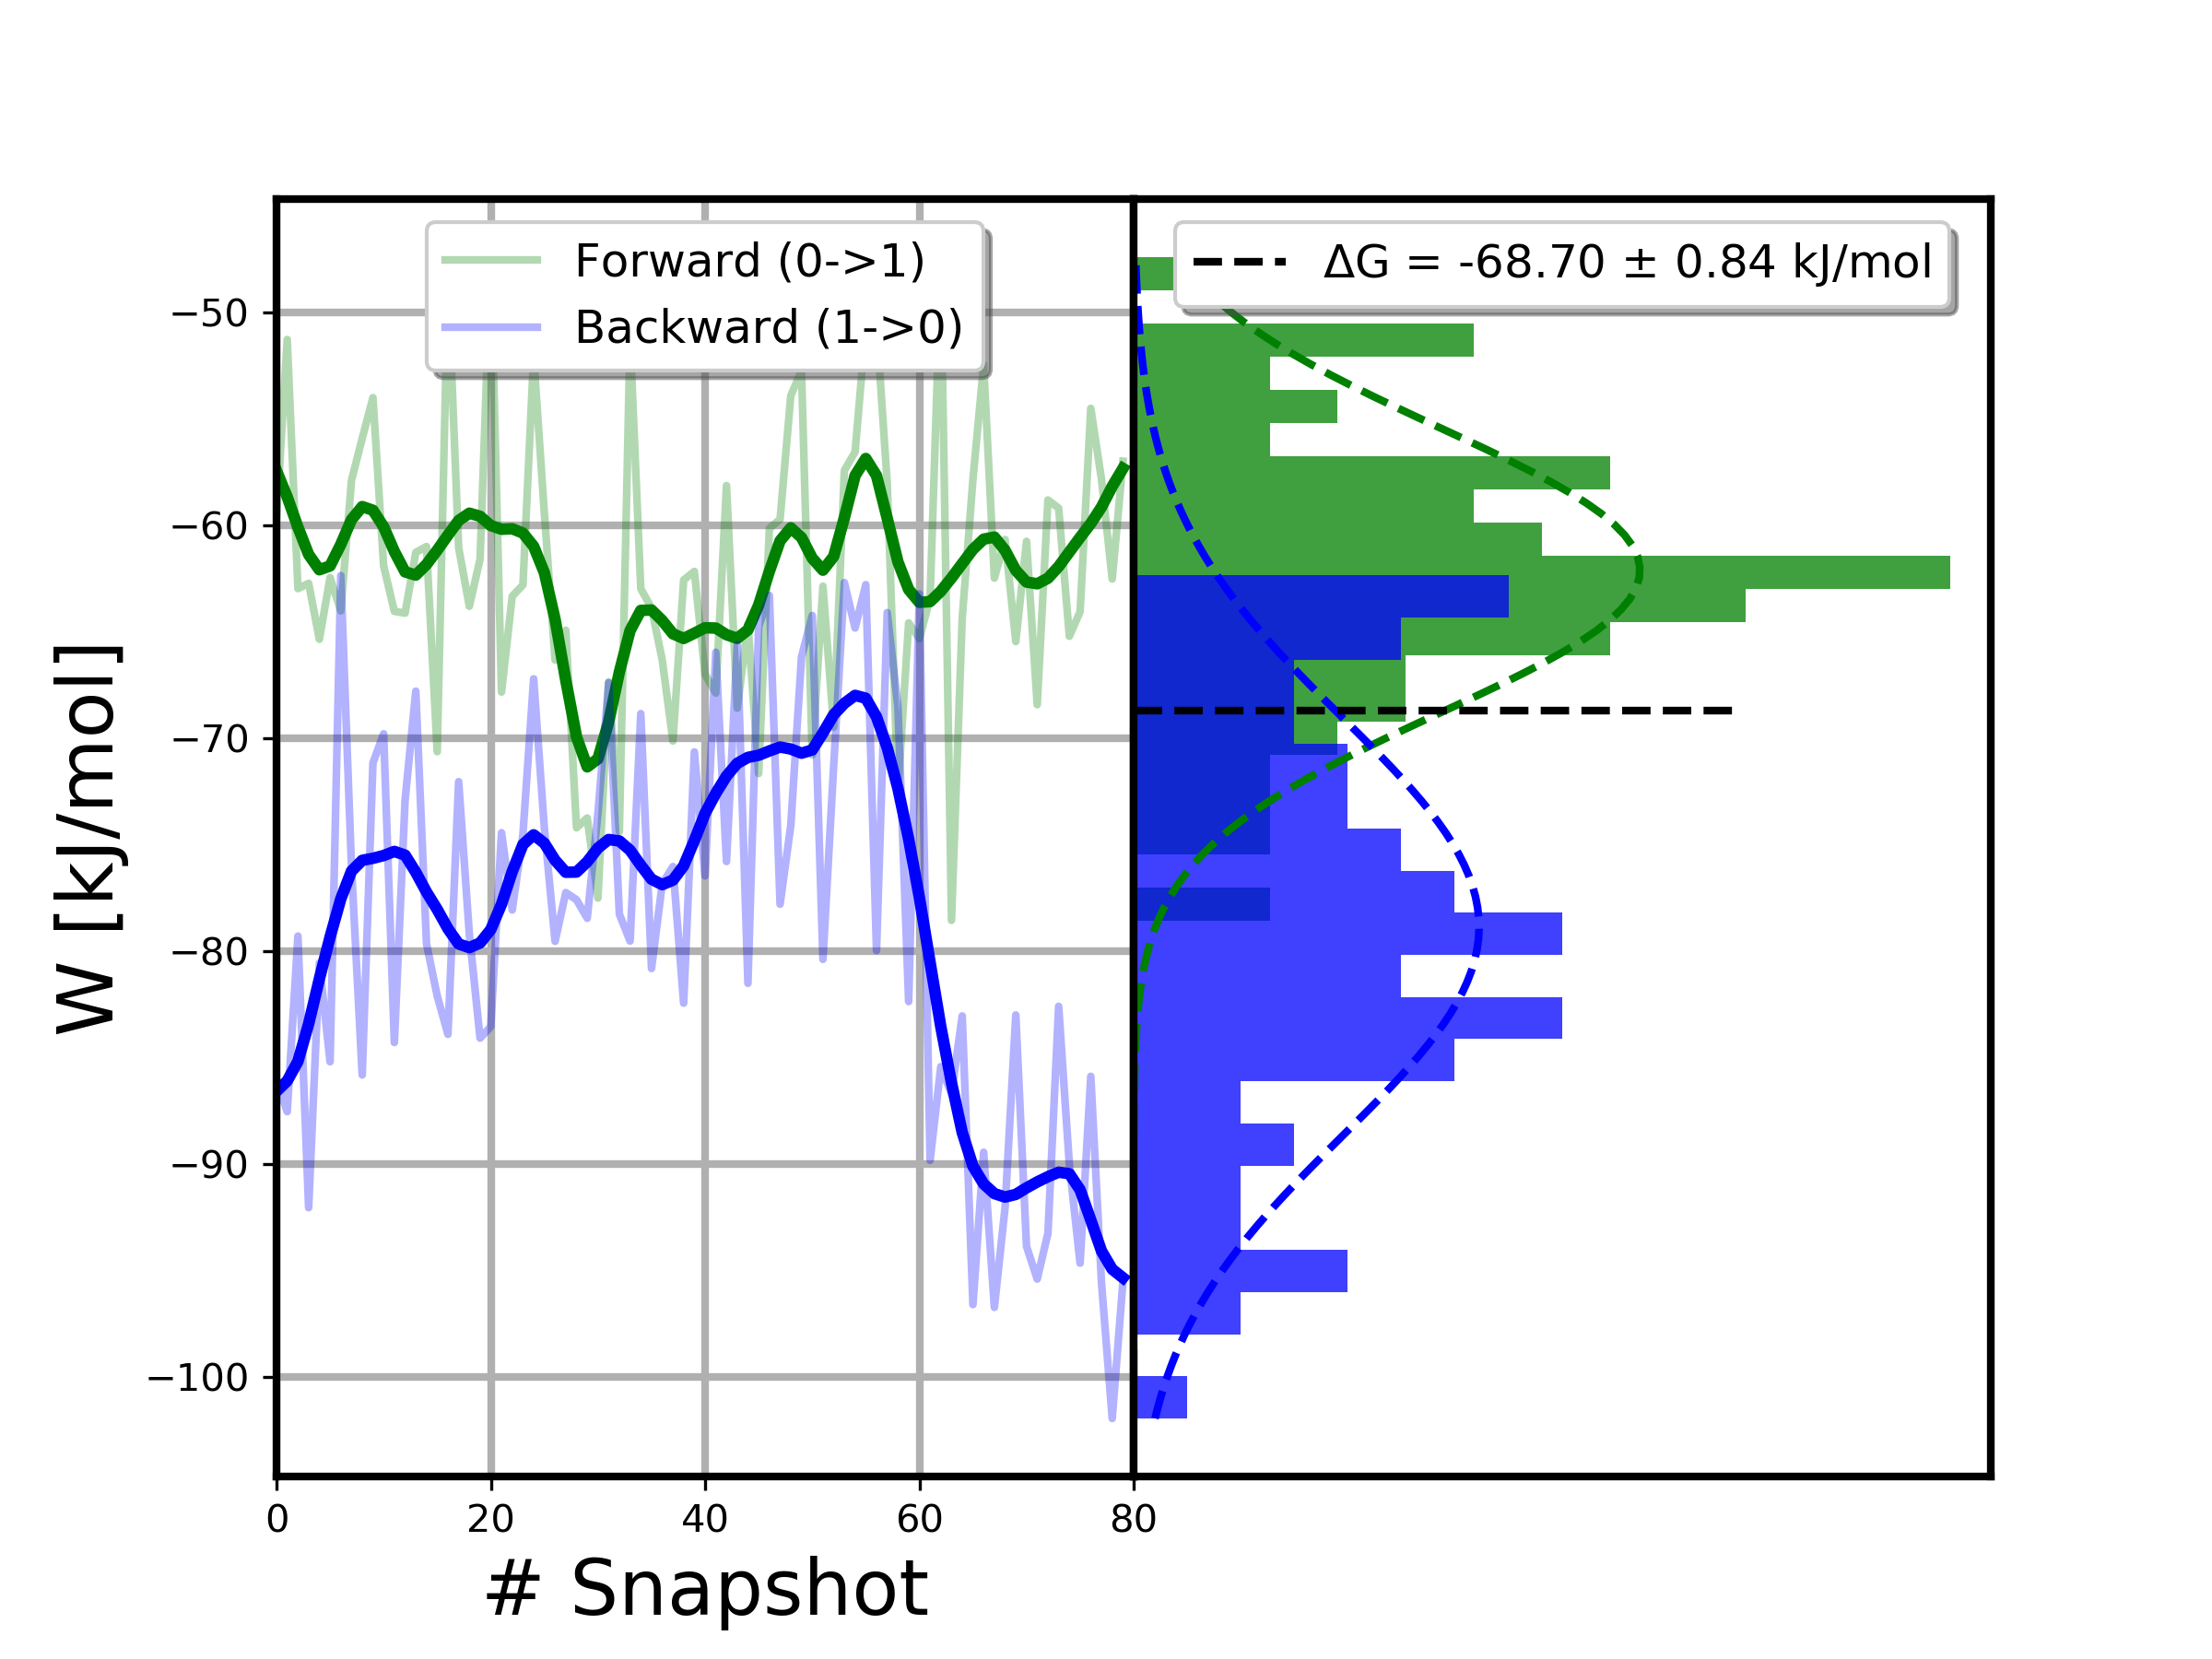 Forward (0->1)
Backward (1->0)
ΔG = -68.70 ± 0.84 kJ/mol
−50
−60
−70
−80
−90
−100
W [kJ/mol]
0 20 40 60 80
# Snapshot